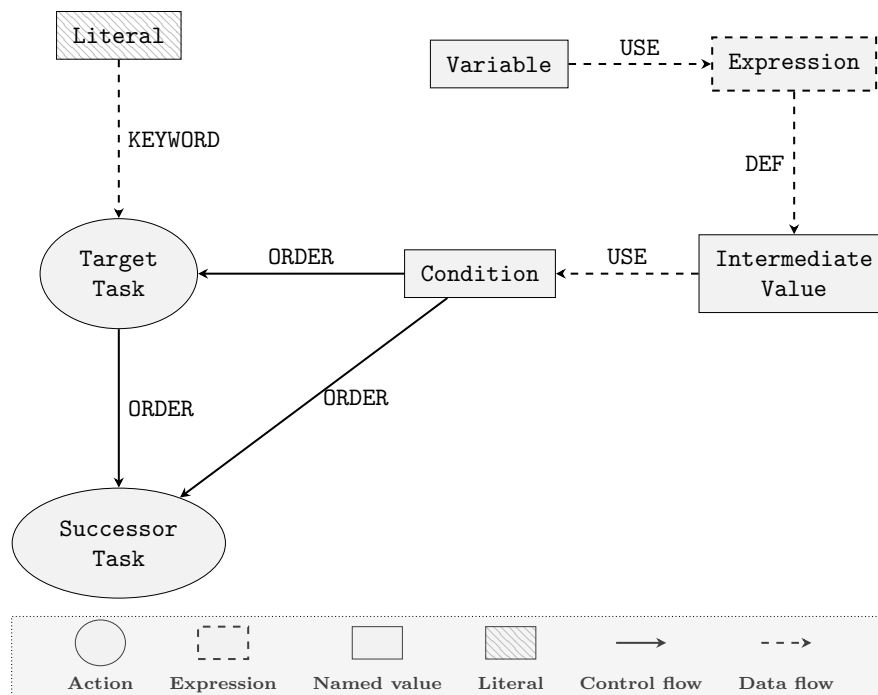 Literal
Variable
USE
Expression
KEYWORD
DEF
Target
Task
ORDER
Condition
USE
Intermediate
Value
ORDER
ORDER
Successor
Task
Action
Expression
Named value
Literal
Control flow
Data flow